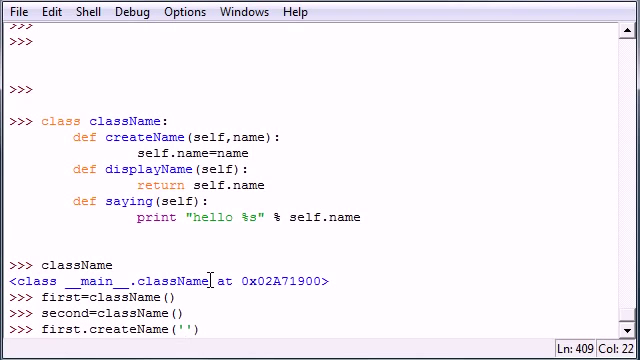 File Edit Shell Debug Options Windows Help
>>>
>>>
>>>
>>> class className:
def createName(self,name):
self.name=name
def displayName(self):
return self.name
def saying(self):
print "hello %s" % self.name
>>> className
<class __main__.className at 0x02A71900>
>>> first=className()
>>> second=className()
>>> first.createName('')
Ln: 409 Col: 22